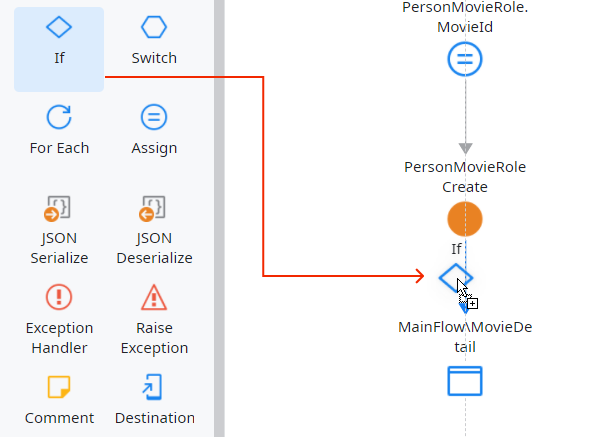 If
Switch
For Each
Assign
JSON
Serialize
JSON
Deserialize
Exception
Handler
Raise
Exception
Comment
Destination
PersonMovieRole.
MovieId
PersonMovieRole
Create
If
MainFlow\MovieDe
tail